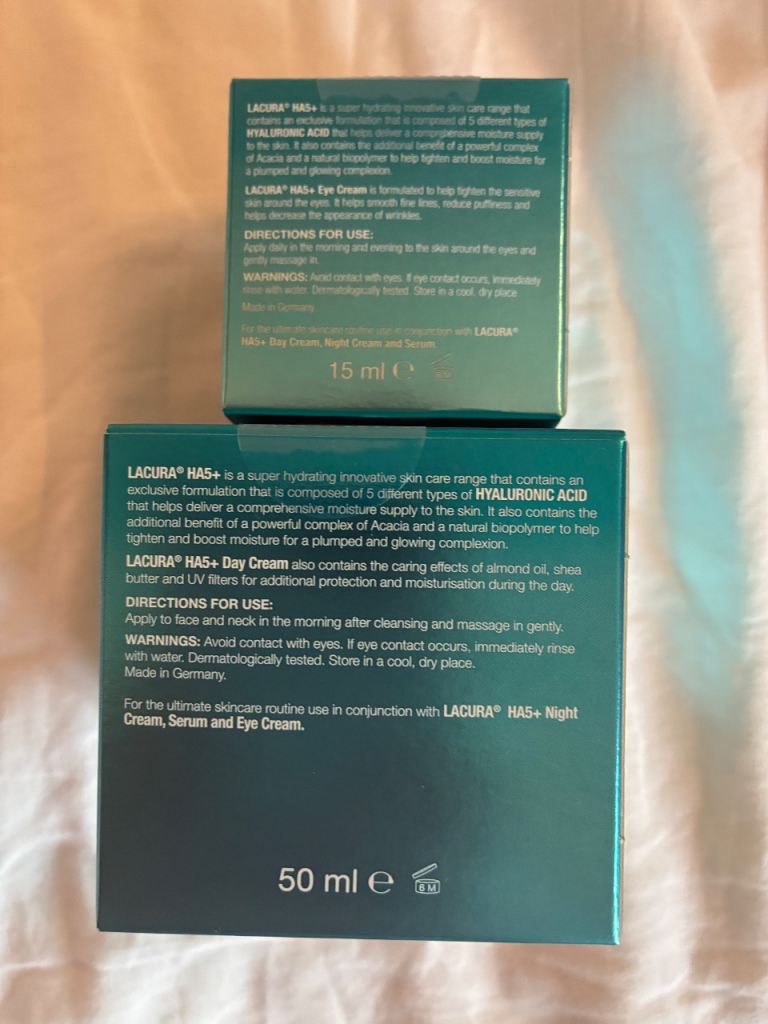 LACURA® HA5+ is a super hydrating innovative skin care range that
contains an exclusive formulation that is composed of 5 different types of
HYALURONIC ACID that helps deliver a comprehensive moisture supply
to the skin. It also contains the additional benefit of a powerful complex
of Acacia and a natural biopolymer to help tighten and boost moisture for
a plumped and glowing complexion.
LACURA® HA5+ Eye Cream is formulated to help tighten the sensitive
skin around the eyes. It helps smooth fine lines, reduce puffiness and
helps decrease the appearance of wrinkles.
DIRECTIONS FOR USE:
Apply daily in the morning and evening to the skin around the eyes and
gently massage in.
WARNINGS: Avoid contact with eyes. If eye contact occurs, immediately
rinse with water. Dermatologically tested. Store in a cool, dry place
Made in Germany
For the ultimate skincare routine use in conjunction with LACURA®
HA5+ Day Cream, Night Cream and Serum.
15 ml e 6 M
LACURA® HA5+ is a super hydrating innovative skin care range that contains an
exclusive formulation that is composed of 5 different types of HYALURONIC ACID
that helps deliver a comprehensive moisture supply to the skin. It also contains the
additional benefit of a powerful complex of Acacia and a natural biopolymer to help
tighten and boost moisture for a plumped and glowing complexion.
LACURA® HA5+ Day Cream also contains the caring effects of almond oil, shea
butter and UV filters for additional protection and moisturisation during the day.
DIRECTIONS FOR USE:
Apply to face and neck in the morning after cleansing and massage in gently.
WARNINGS: Avoid contact with eyes. If eye contact occurs, immediately rinse
with water. Dermatologically tested. Store in a cool, dry place.
Made in Germany.
For the ultimate skincare routine use in conjunction with LACURA® HA5+ Night
Cream, Serum and Eye Cream.
50 ml e 6 M